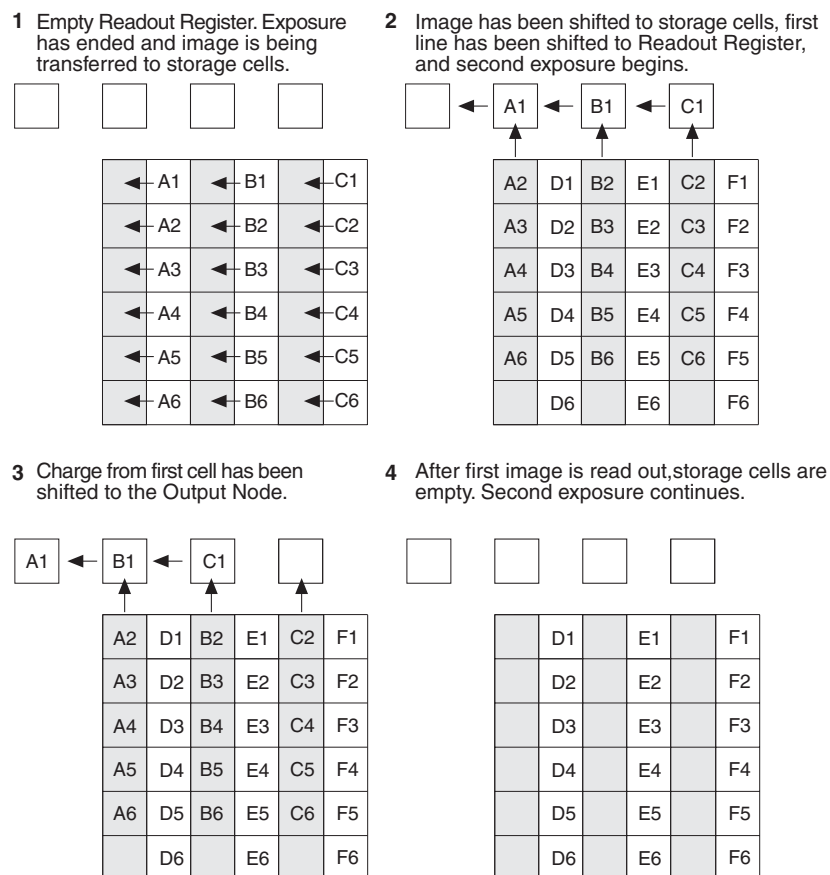 1 Empty Readout Register. Exposure
has ended and image is being
transferred to storage cells.
A1 B1 C1
A2 B2 C2
A3 B3 C3
A4 B4 C4
A5 B5 C5
A6 B6 C6
2 Image has been shifted to storage cells, first
line has been shifted to Readout Register,
and second exposure begins.
A1 B1 C1
A2 D1 B2 E1 C2 F1
A3 D2 B3 E2 C3 F2
A4 D3 B4 E3 C4 F3
A5 D4 B5 E4 C5 F4
A6 D5 B6 E5 C6 F5
D6 E6 F6
3 Charge from first cell has been
shifted to the Output Node.
A1 B1 C1
A2 D1 B2 E1 C2 F1
A3 D2 B3 E2 C3 F2
A4 D3 B4 E3 C4 F3
A5 D4 B5 E4 C5 F4
A6 D5 B6 E5 C6 F5
D6 E6 F6
4 After first image is read out,storage cells are
empty. Second exposure continues.
D1 E1 F1
D2 E2 F2
D3 E3 F3
D4 E4 F4
D5 E5 F5
D6 E6 F6